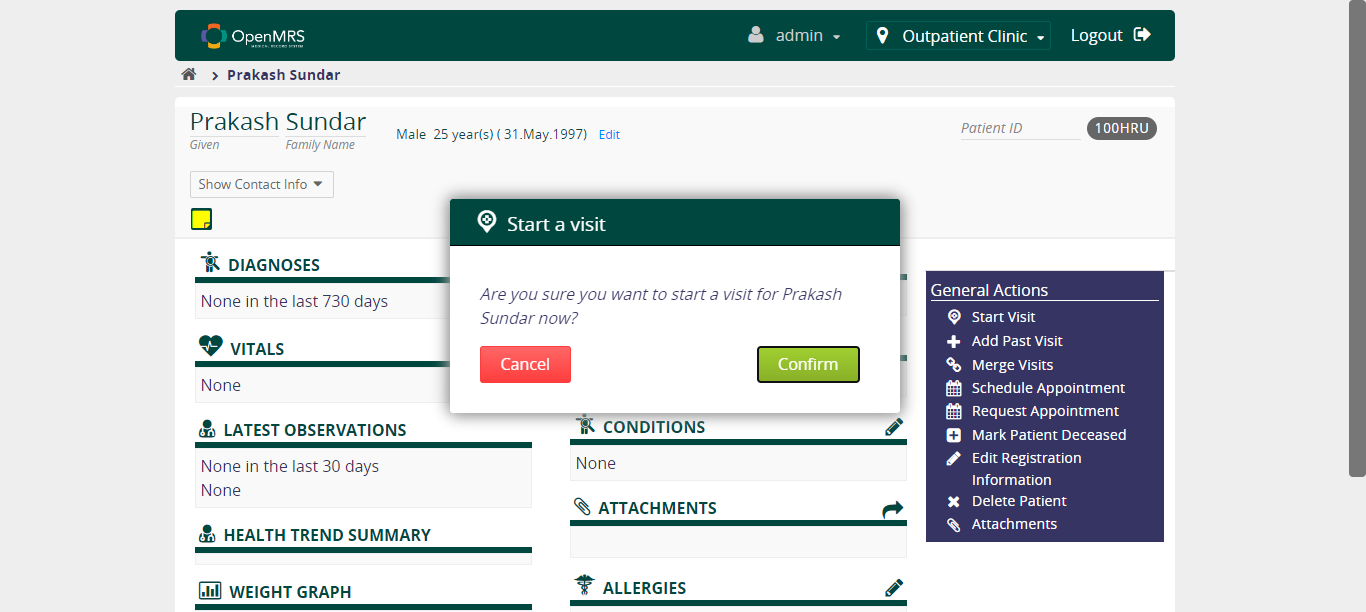 OpenMRS
MEDICAL RECORD SYSTEM
admin
Outpatient Clinic
Logout
Prakash Sundar
Prakash Sundar
Given Family Name
Male 25 year(s) ( 31.May.1997) Edit
Patient ID 100HRU
Show Contact Info
Start a visit
Are you sure you want to start a visit for Prakash
Sundar now?
Cancel Confirm
DIAGNOSES
None in the last 730 days
VITALS
None
LATEST OBSERVATIONS
None in the last 30 days
None
HEALTH TREND SUMMARY
WEIGHT GRAPH
CONDITIONS
None
ATTACHMENTS
ALLERGIES
General Actions
Start Visit
Add Past Visit
Merge Visits
Schedule Appointment
Request Appointment
Mark Patient Deceased
Edit Registration
Information
Delete Patient
Attachments